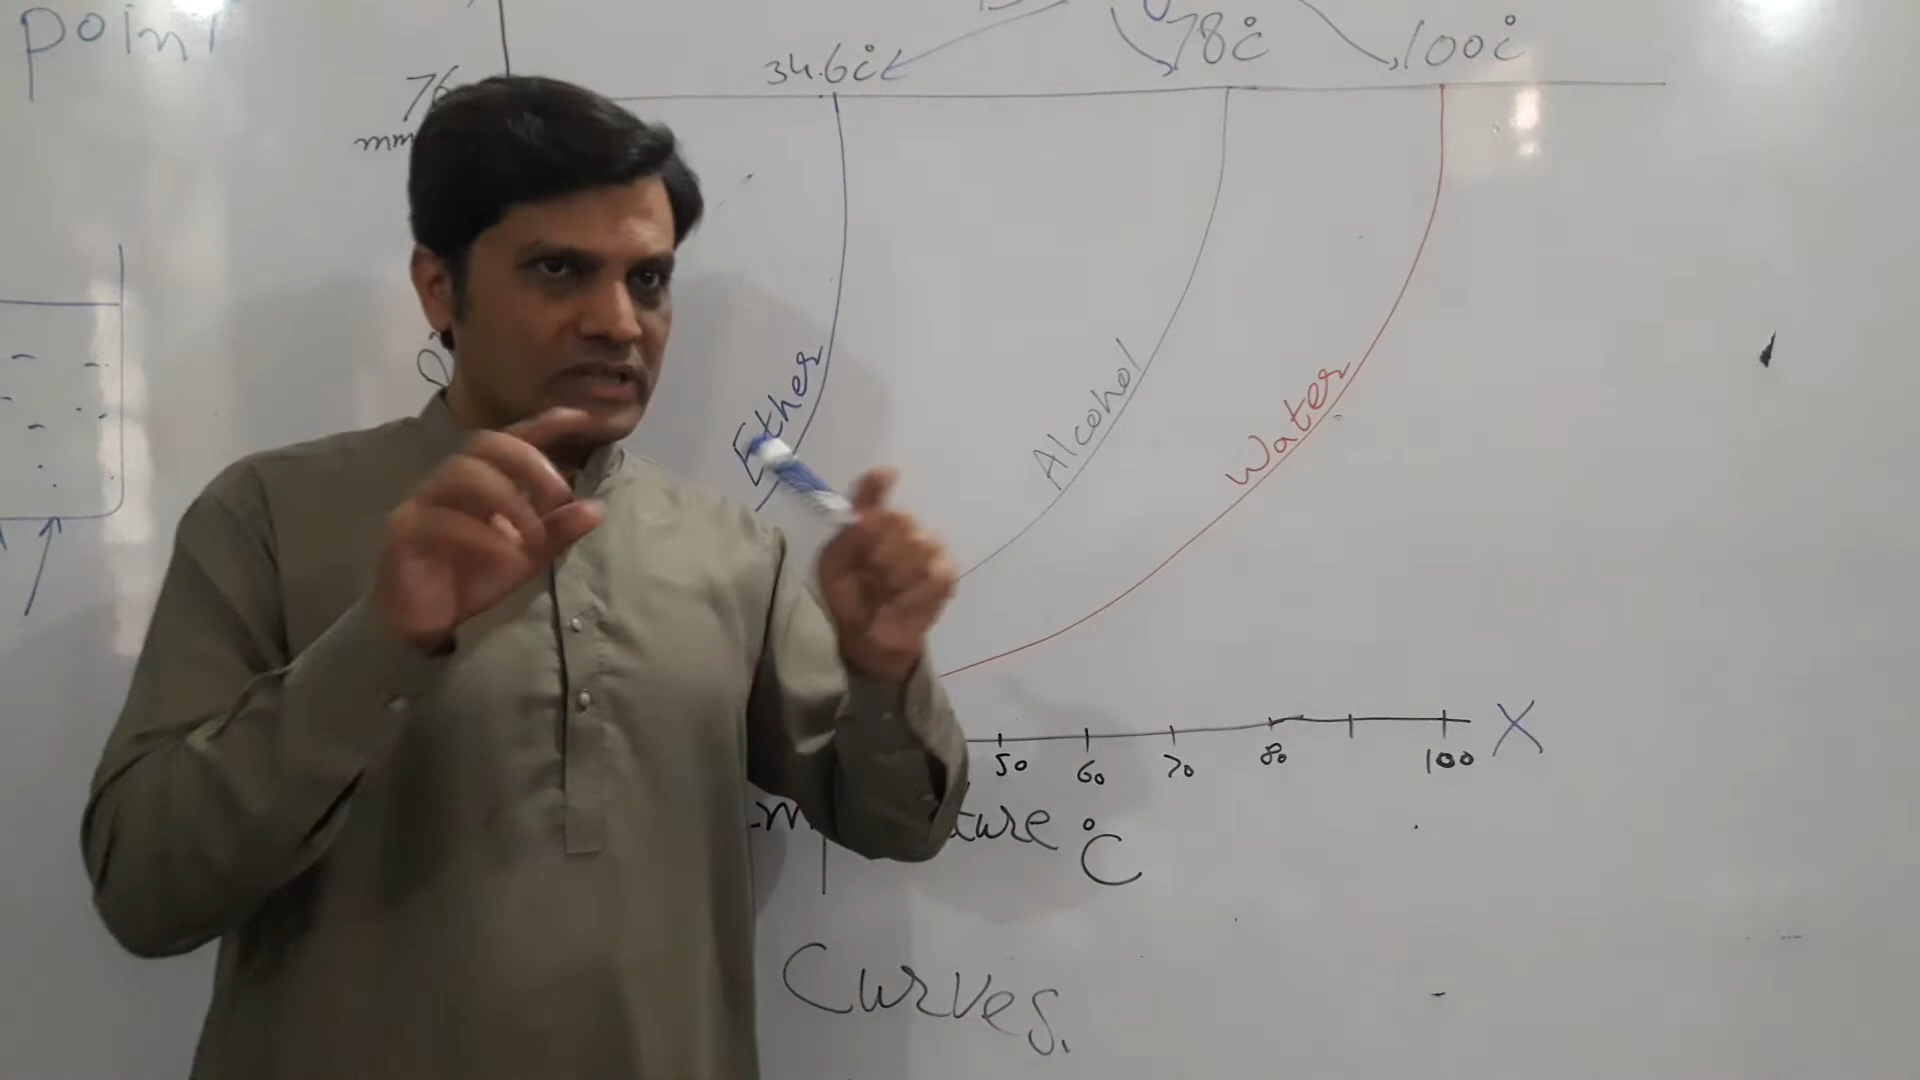 point
34.6°C
78°C
100°C
76
mm
Ether
Alcohol
Water
50 60 70 80 100 X
°C
Curves.